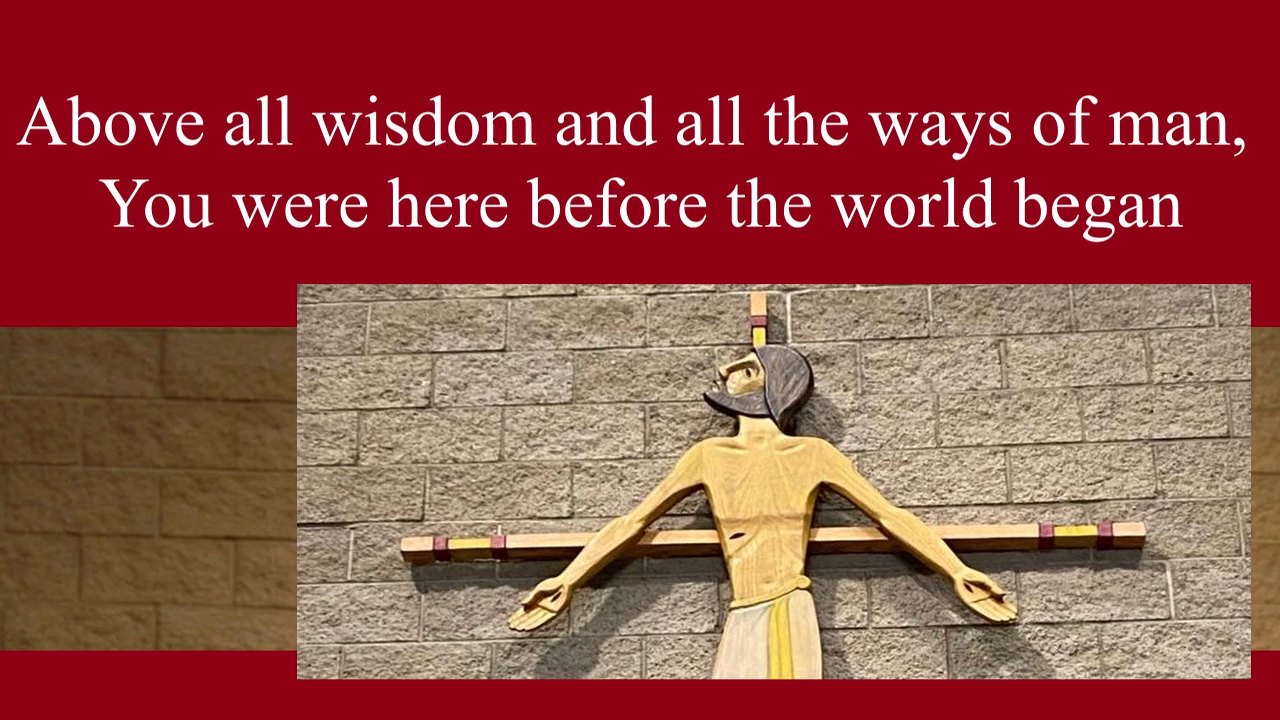 Above all wisdom and all the ways of man,
You were here before the world began